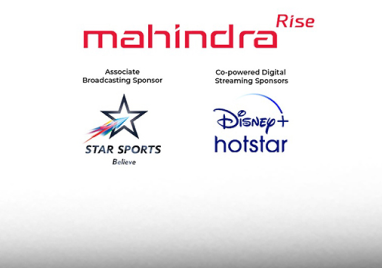 mahindra Rise
Associate
Broadcasting Sponsor
Co-powered Digital
Streaming Sponsors
STAR SPORTS
Believe
Disney+
hotstar